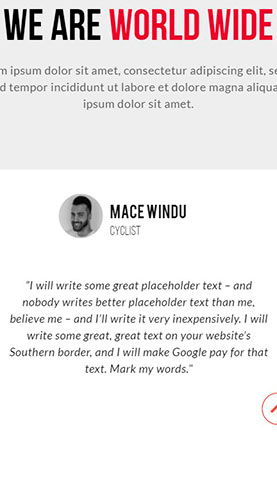 WE ARE WORLD WIDE
m ipsum dolor sit amet, consectetur adipiscing elit, se
d tempor incididunt ut labore et dolore magna aliqua
ipsum dolor sit amet.
MACE WINDU
CYCLIST
"I will write some great placeholder text – and
nobody writes better placeholder text than me,
believe me – and I'll write it very inexpensively. I will
write some great, great text on your website's
Southern border, and I will make Google pay for that
text. Mark my words."